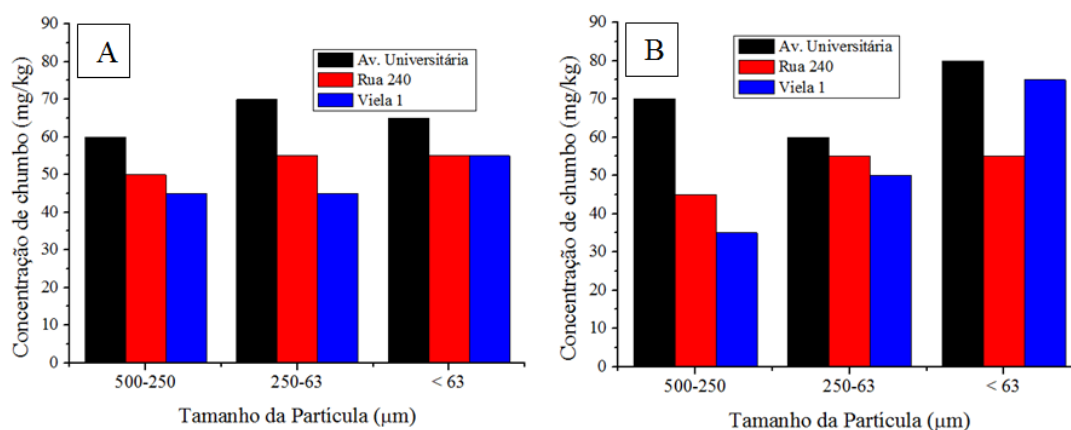 A
Concentração de chumbo (mg/kg)
90
80
70
60
50
40
30
20
10
0
Av. Universitária
Rua 240
Viela 1
500-250
250-63
< 63
Tamanho da Partícula (μm)
B
Concentração de chumbo (mg/kg)
90
80
70
60
50
40
30
20
10
0
Av. Universitária
Rua 240
Viela 1
500-250
250-63
< 63
Tamanho da Partícula (μm)